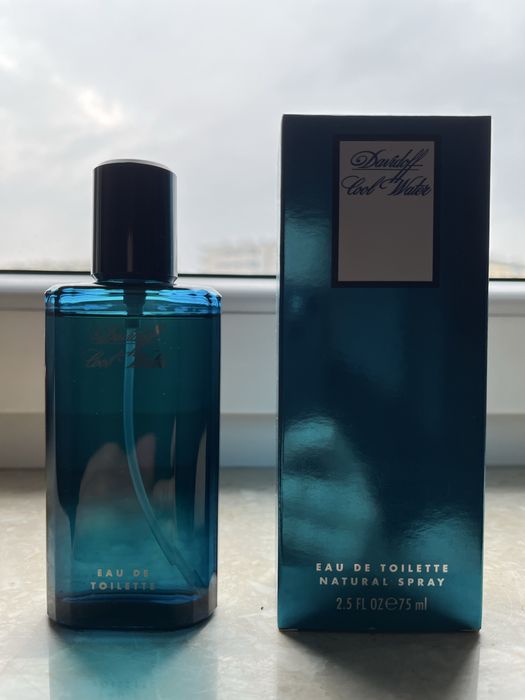 Davidoff
Cool Water
EAU DE
TOILETTE
Davidoff
Cool Water
EAU DE TOILETTE
NATURAL SPRAY
2.5 FL OZ ℮ 75 ml